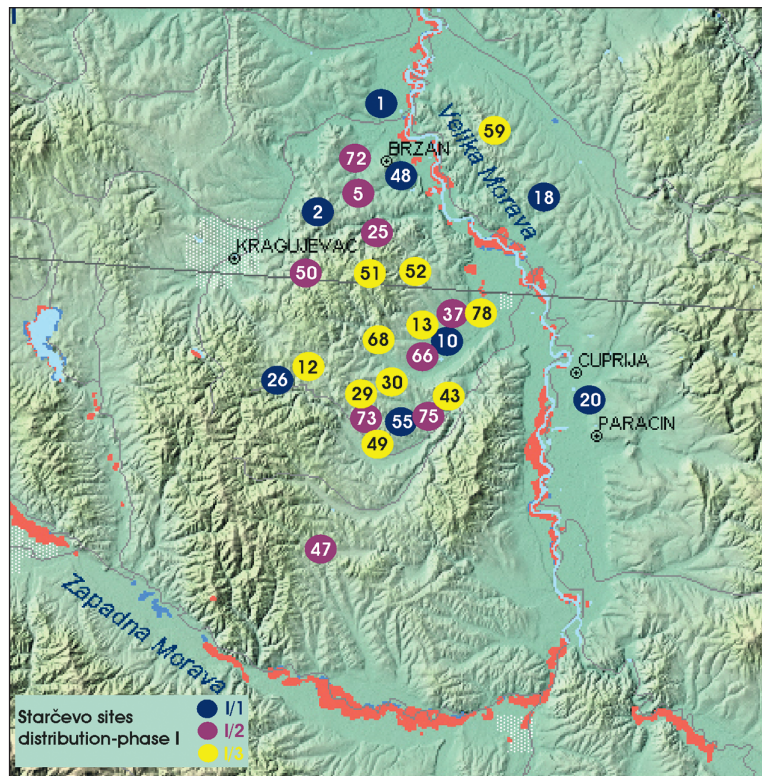 1
59
Velika Morava
72
BRZAN
48
5
18
2
25
KRAGUJEVAC
50
51
52
37
78
13
10
68
66
12
CUPRIJA
26
30
29
43
20
73
55
75
PARACIN
49
47
Zapadna Morava
Starčevo sites
distribution-phase I
I/1
I/2
I/3